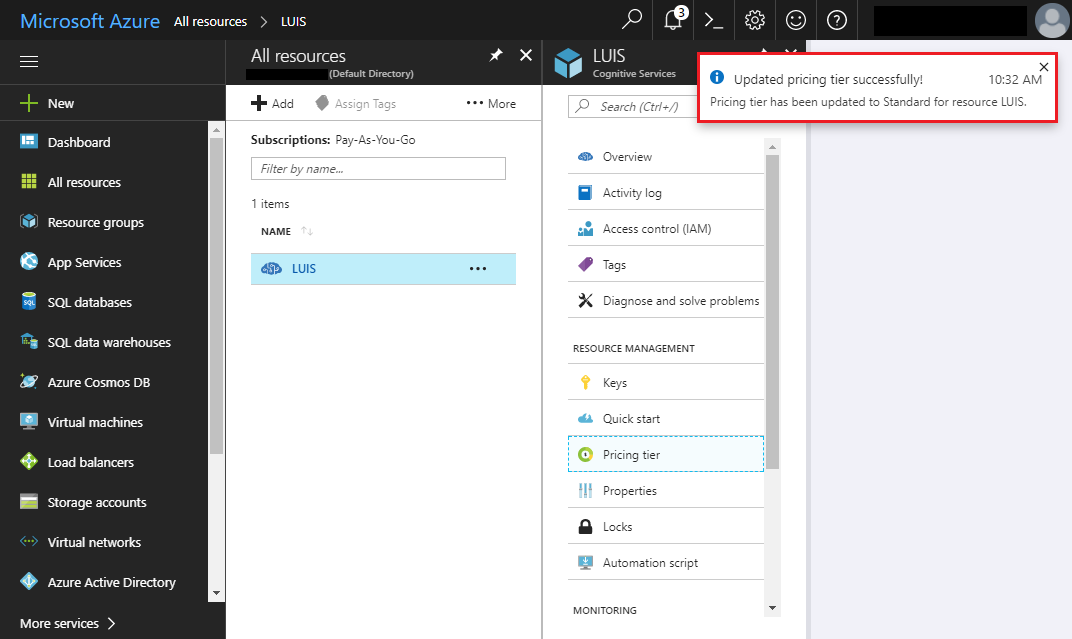 Microsoft Azure All resources > LUIS
3
New
Dashboard
All resources
Resource groups
App Services
SQL databases
SQL data warehouses
Azure Cosmos DB
Virtual machines
Load balancers
Storage accounts
Virtual networks
Azure Active Directory
More services >
All resources
(Default Directory)
Add Assign Tags ••• More
Subscriptions: Pay-As-You-Go
Filter by name...
1 items
NAME
LUIS •••
LUIS
Cognitive Services
Search (Ctrl+/)
Overview
Activity log
Access control (IAM)
Tags
Diagnose and solve problems
RESOURCE MANAGEMENT
Keys
Quick start
Pricing tier
Properties
Locks
Automation script
MONITORING
Updated pricing tier successfully! 10:32 AM
Pricing tier has been updated to Standard for resource LUIS.